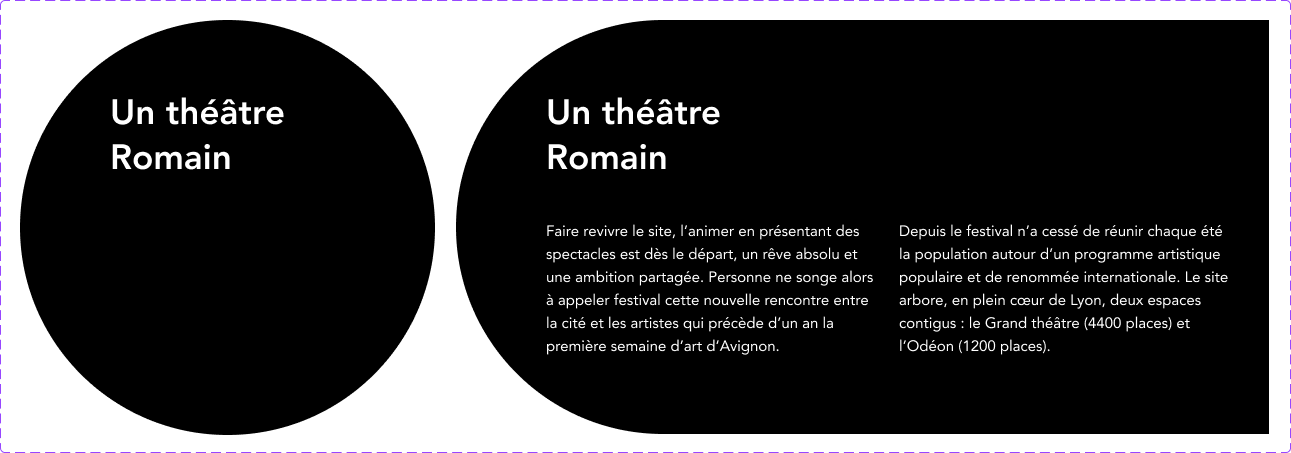 Un théâtre
Romain
Un théâtre
Romain
Faire revivre le site, l’animer en présentant des
spectacles est dès le départ, un rêve absolu et
une ambition partagée. Personne ne songe alors
à appeler festival cette nouvelle rencontre entre
la cité et les artistes qui précède d’un an la
première semaine d’art d’Avignon.
Depuis le festival n’a cessé de réunir chaque été
la population autour d’un programme artistique
populaire et de renommée internationale. Le site
arbore, en plein cœur de Lyon, deux espaces
contigus : le Grand théâtre (4400 places) et
l’Odéon (1200 places).